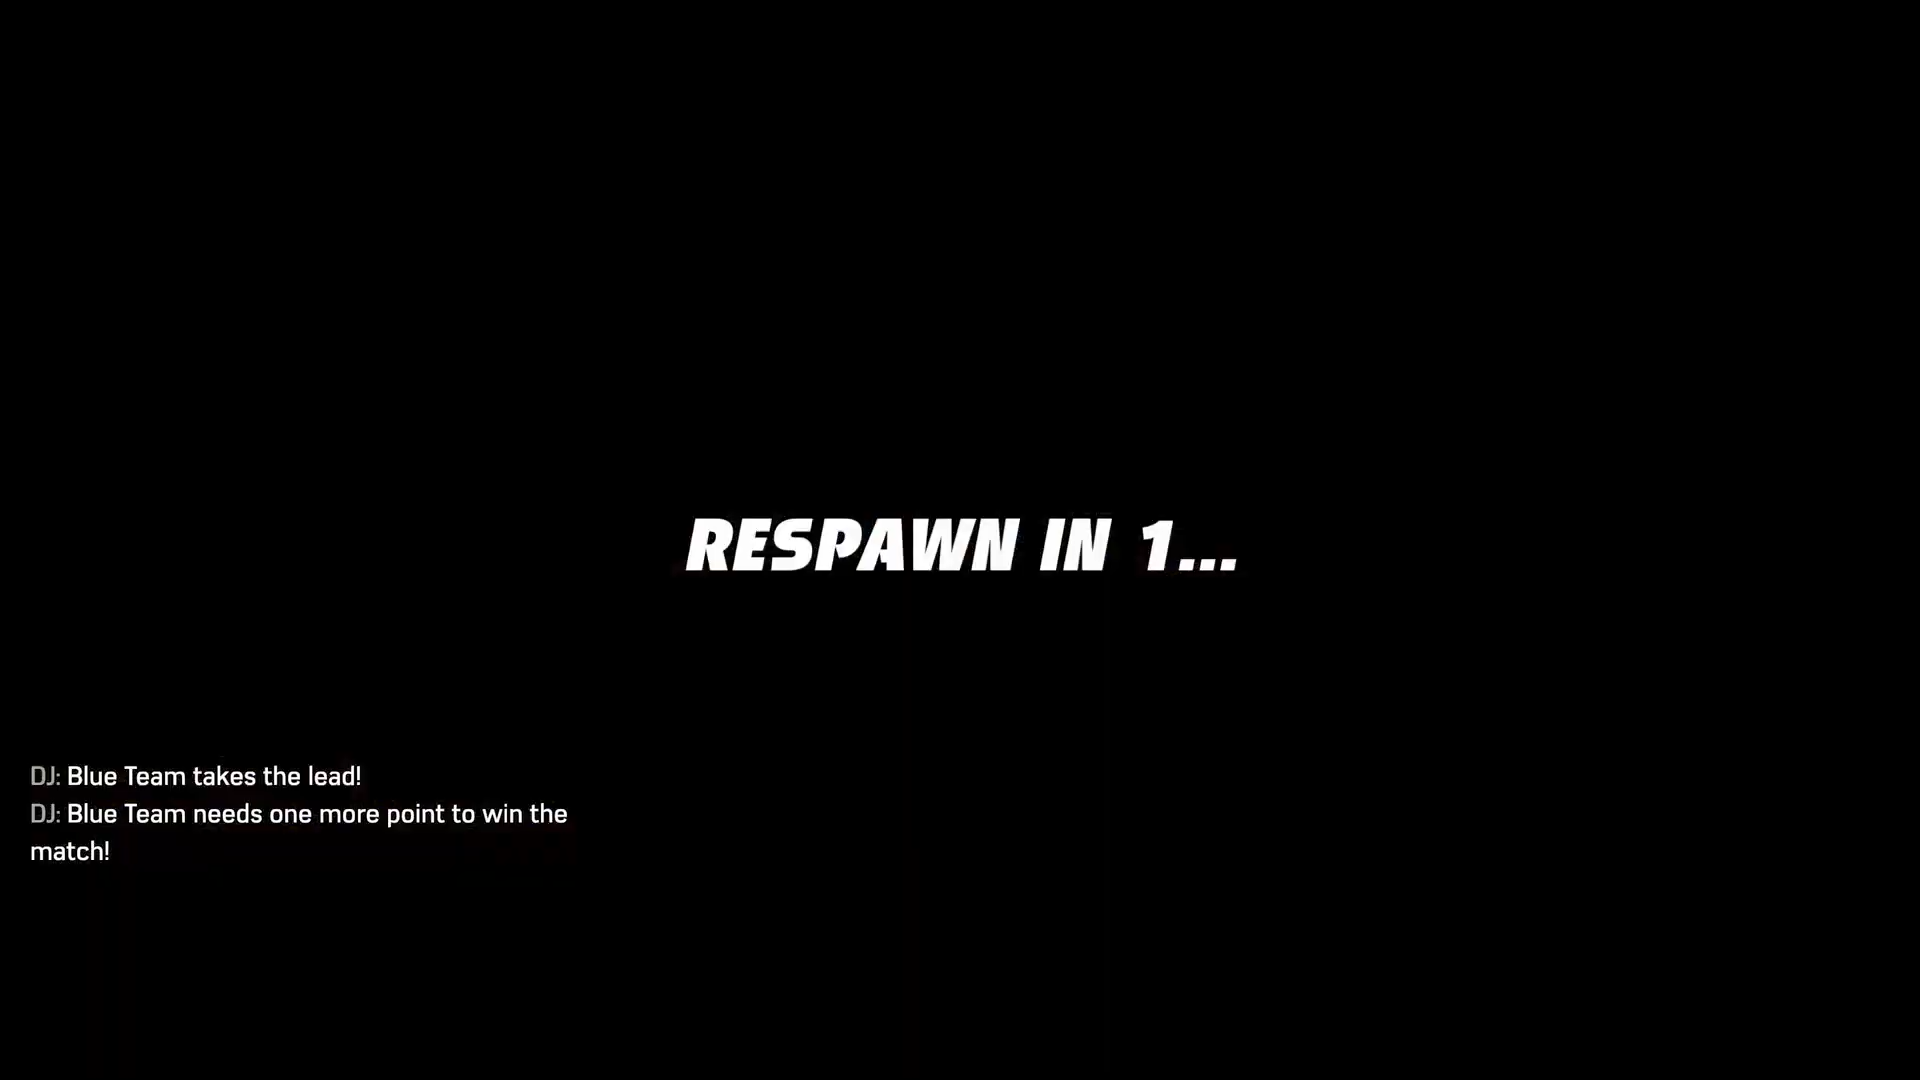 RESPAWN IN 1...
DJ: Blue Team takes the lead!
DJ: Blue Team needs one more point to win the
match!